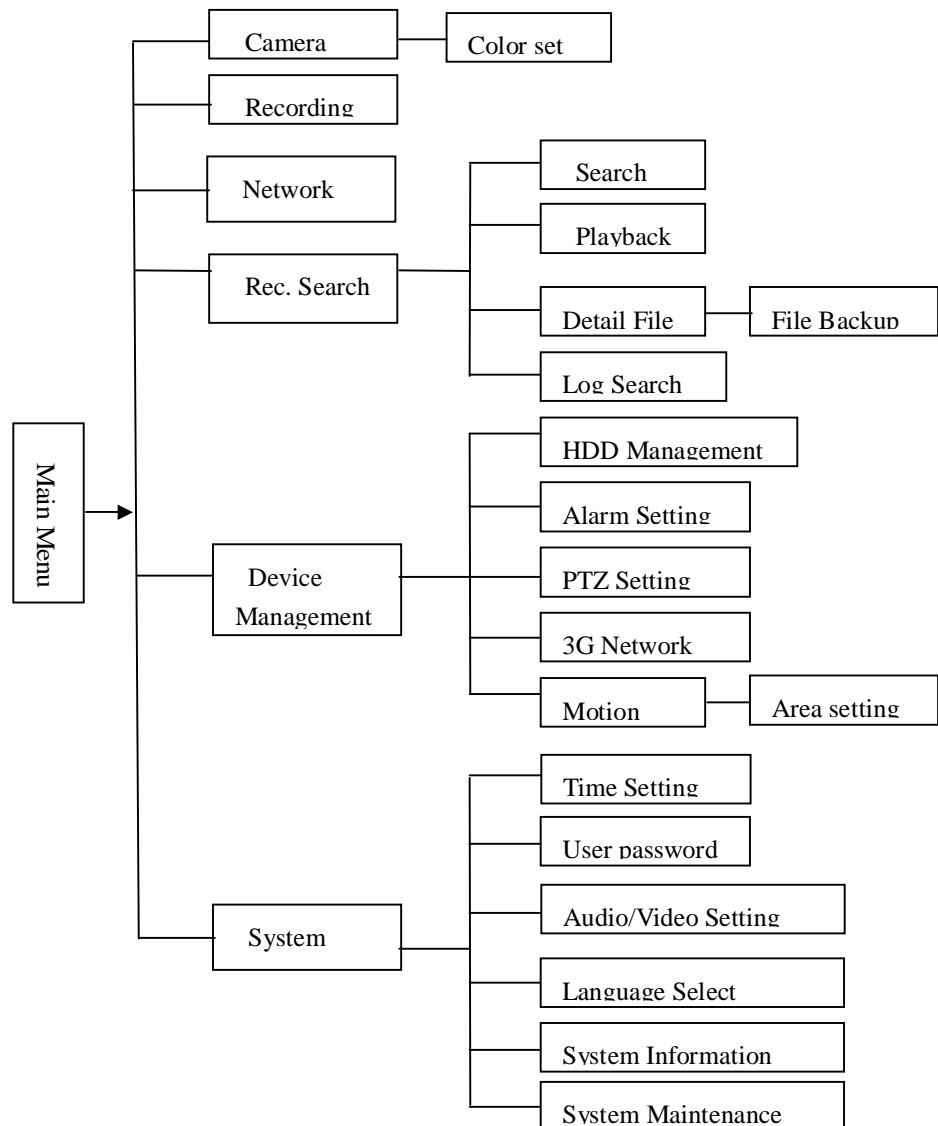 Camera
Color set
Recording
Network
Rec. Search
Search
Playback
Detail File
File Backup
Log Search
Main Menu
Device
Management
HDD Management
Alarm Setting
PTZ Setting
3G Network
Motion
Area setting
System
Time Setting
User password
Audio/Video Setting
Language Select
System Information
System Maintenance